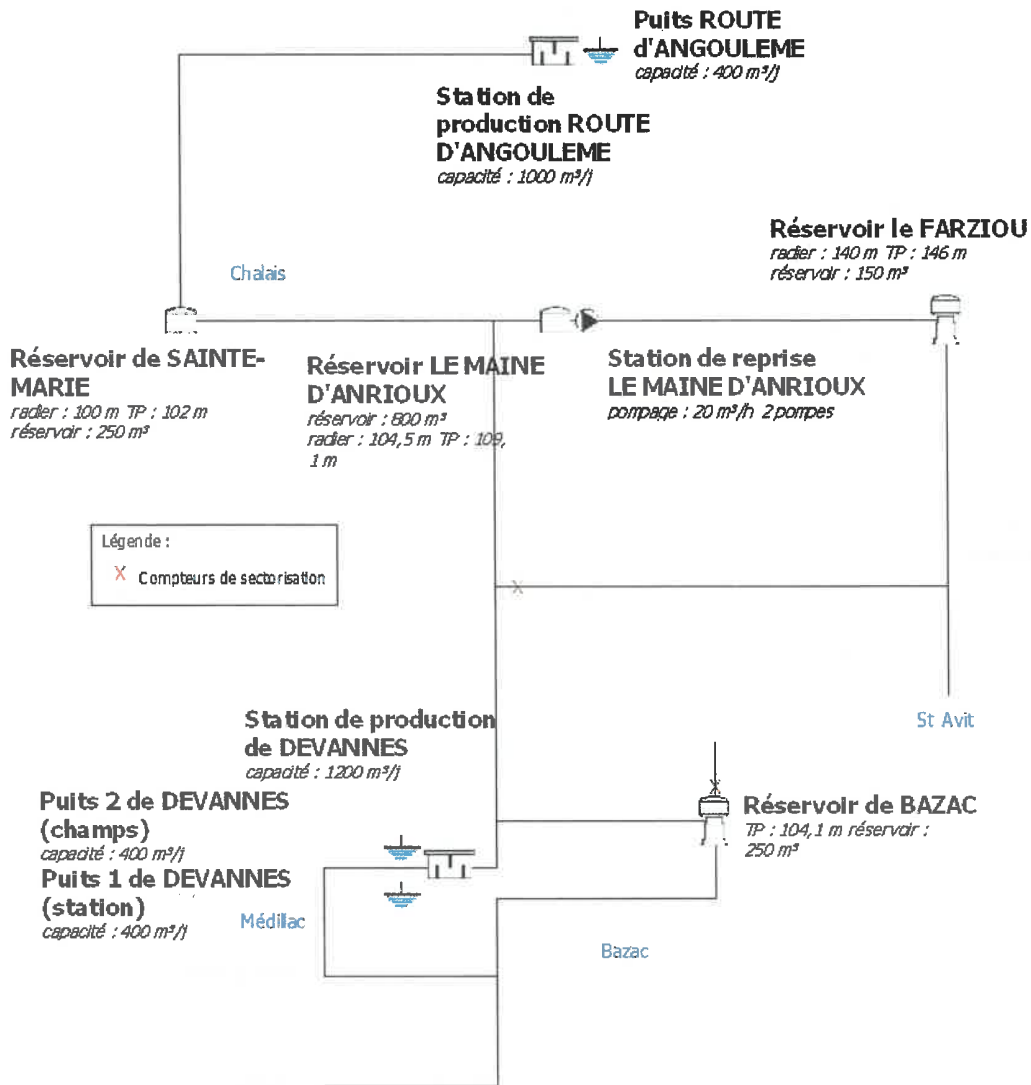 Puits ROUTE
d'ANGOULEME
capacité : 400 m³/j
Station de
production ROUTE
D'ANGOULEME
capacité : 1000 m³/j
Réservoir le FARZIOU
radier : 140 m TP : 146 m
réservoir : 150 m³
Chalais
Réservoir de SAINTE-
MARIE
radier : 100 m TP : 102 m
réservoir : 250 m³
Réservoir LE MAINE
D'ANRIOUX
réservoir : 800 m³
radier : 104,5 m TP : 109,
1 m
Station de reprise
LE MAINE D'ANRIOUX
pompage : 20 m³/h 2 pompes
Légende :
X Compteurs de sectorisation
X
St Avit
Station de production
de DEVANNES
capacité : 1200 m³/j
X
Réservoir de BAZAC
TP : 104,1 m réservoir :
250 m³
Puits 2 de DEVANNES
(champs)
capacité : 400 m³/j
Puits 1 de DEVANNES
(station)
capacité : 400 m³/j
Médillac
Bazac